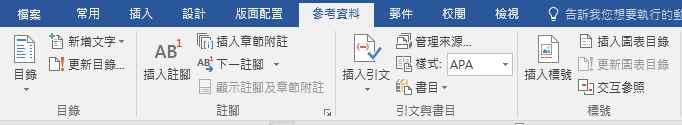 檔案 常用 插入 設計 版面配置 參考資料 郵件 校閱 檢視 告訴我您想要執行的動
目錄
新增文字
更新目錄...
目錄
AB1
插入註腳
插入章節附註
AB1 下一註腳
顯示註腳及章節附註
註腳
插入引文
管理來源...
樣式: APA
書目
引文與書目
插入標號
插入圖表目錄
更新圖表目錄
交互參照
標號